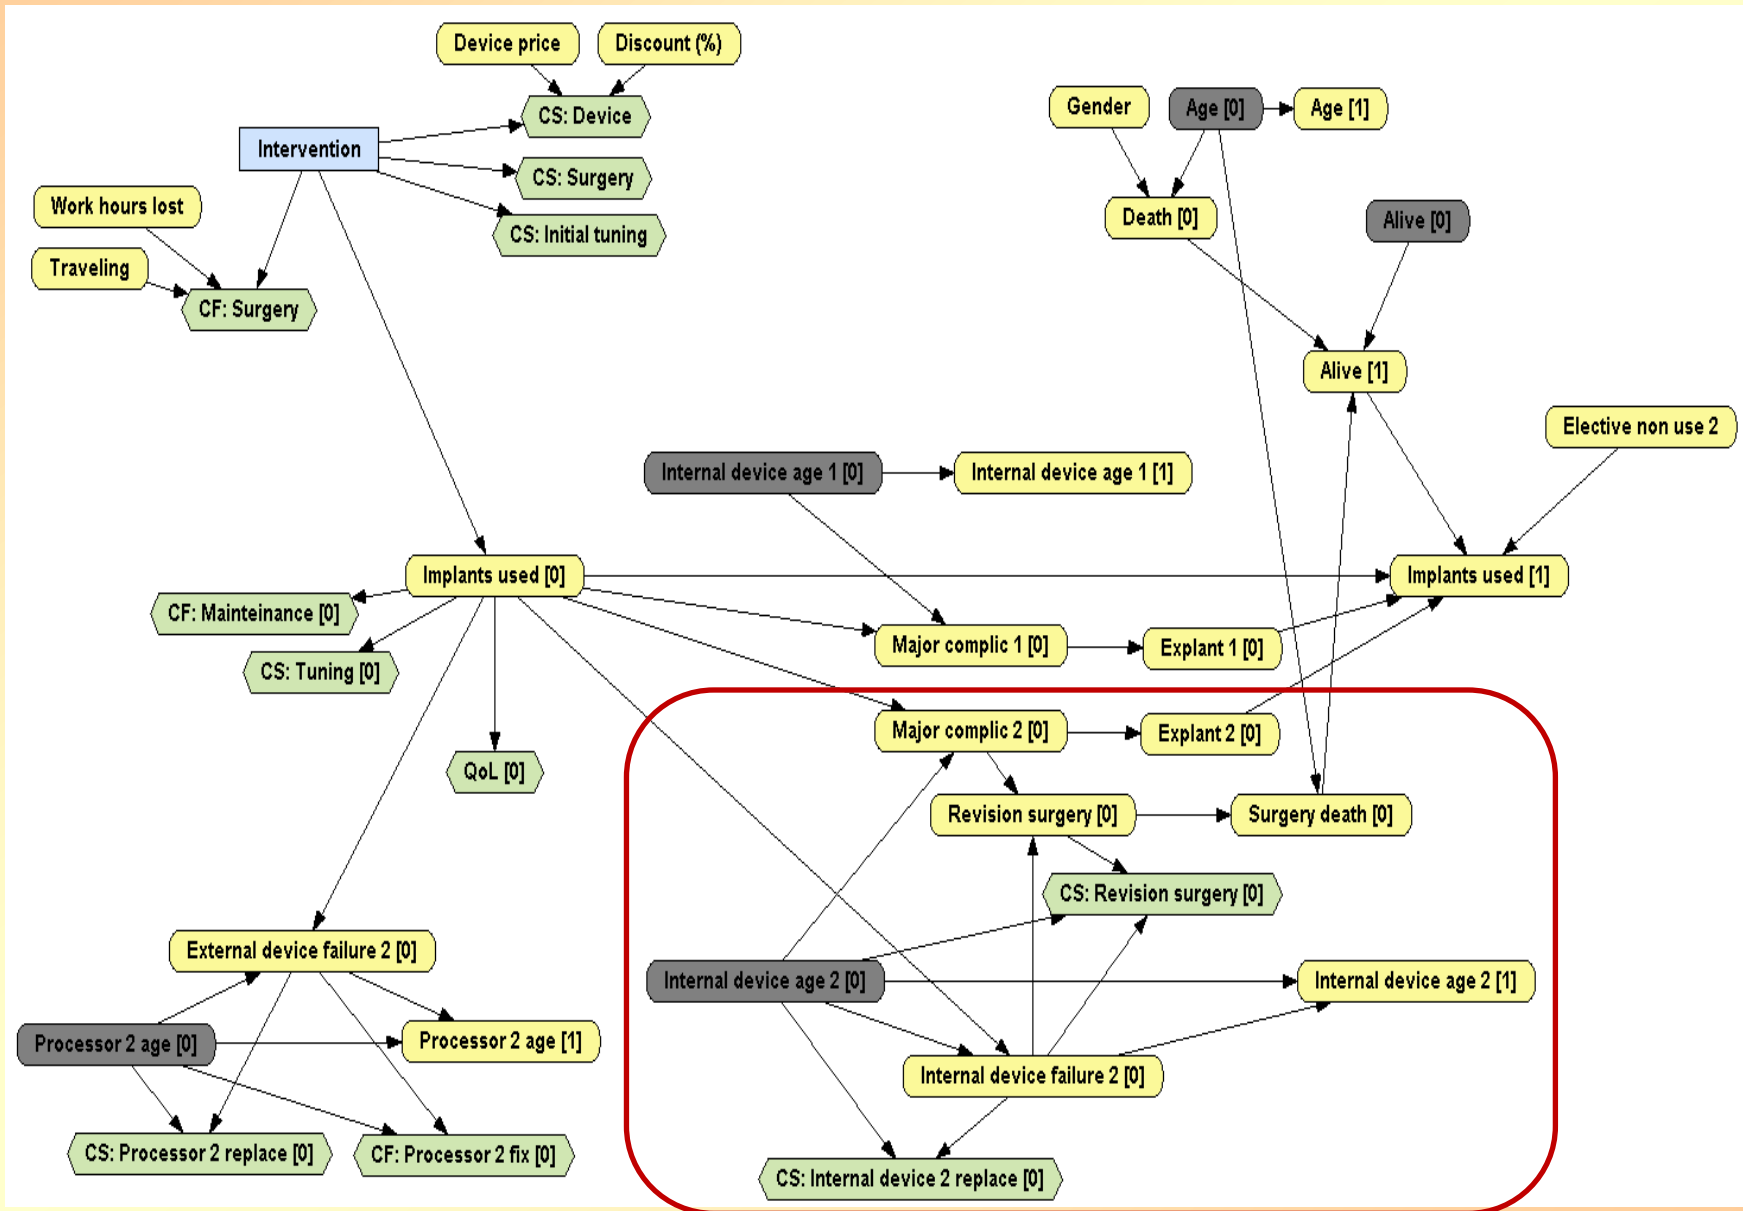 Device price
Discount (%)
CS: Device
Gender
Age [0]
Age [1]
Intervention
CS: Surgery
Work hours lost
Death [0]
Alive [0]
CS: Initial tuning
Traveling
CF: Surgery
Alive [1]
Elective non use 2
Internal device age 1 [0]
Internal device age 1 [1]
Implants used [0]
Implants used [1]
CF: Mainteinance [0]
Major complic 1 [0]
Explant 1 [0]
CS: Tuning [0]
Major complic 2 [0]
Explant 2 [0]
QoL [0]
Revision surgery [0]
Surgery death [0]
CS: Revision surgery [0]
External device failure 2 [0]
Internal device age 2 [0]
Internal device age 2 [1]
Processor 2 age [0]
Processor 2 age [1]
Internal device failure 2 [0]
CS: Processor 2 replace [0]
CF: Processor 2 fix [0]
CS: Internal device 2 replace [0]